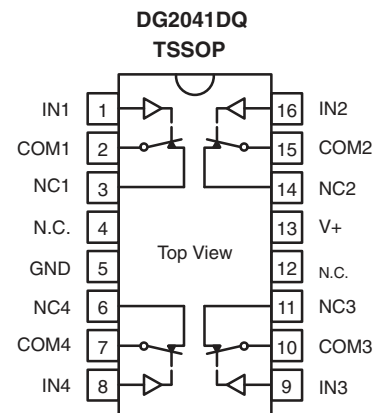 DG2041DQ
TSSOP
IN1 1 16 IN2
COM1 2 15 COM2
NC1 3 14 NC2
N.C. 4 13 V+
Top View
GND 5 12 N.C.
NC4 6 11 NC3
COM4 7 10 COM3
IN4 8 9 IN3